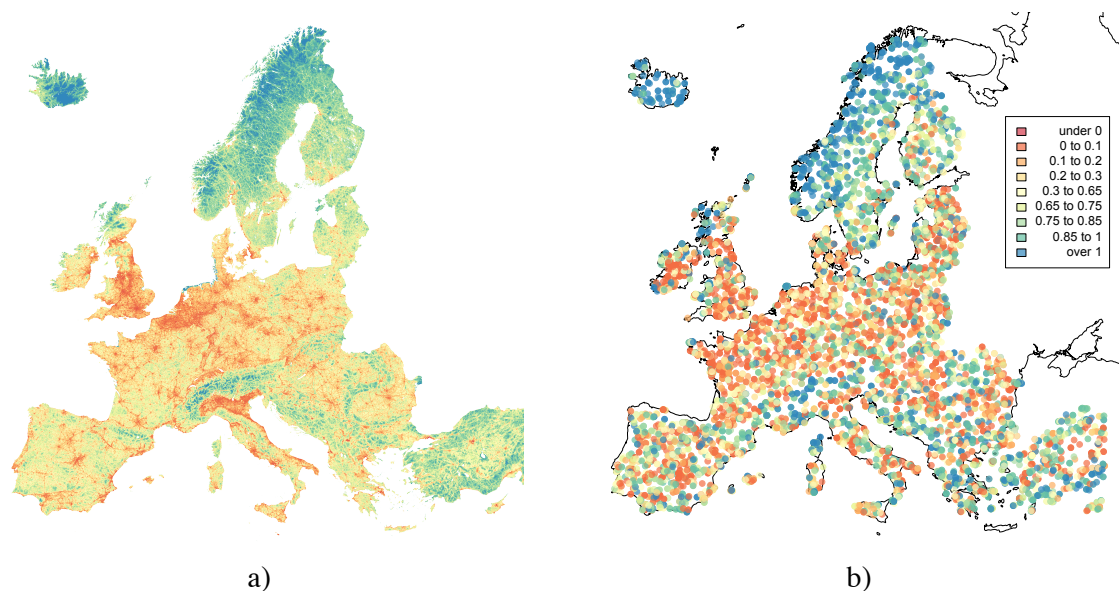 under 0
0 to 0.1
0.1 to 0.2
0.2 to 0.3
0.3 to 0.65
0.65 to 0.75
0.75 to 0.85
0.85 to 1
over 1
a)
b)